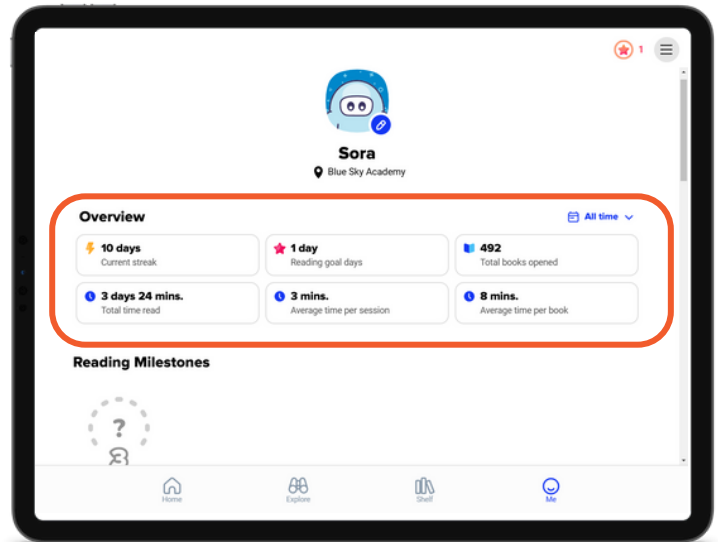 1
Sora
Blue Sky Academy
Overview
All time
10 days
Current streak
1 day
Reading goal days
492
Total books opened
3 days 24 mins.
Total time read
3 mins.
Average time per session
8 mins.
Average time per book
Reading Milestones
?
3
Home
Explore
Shelf
Me